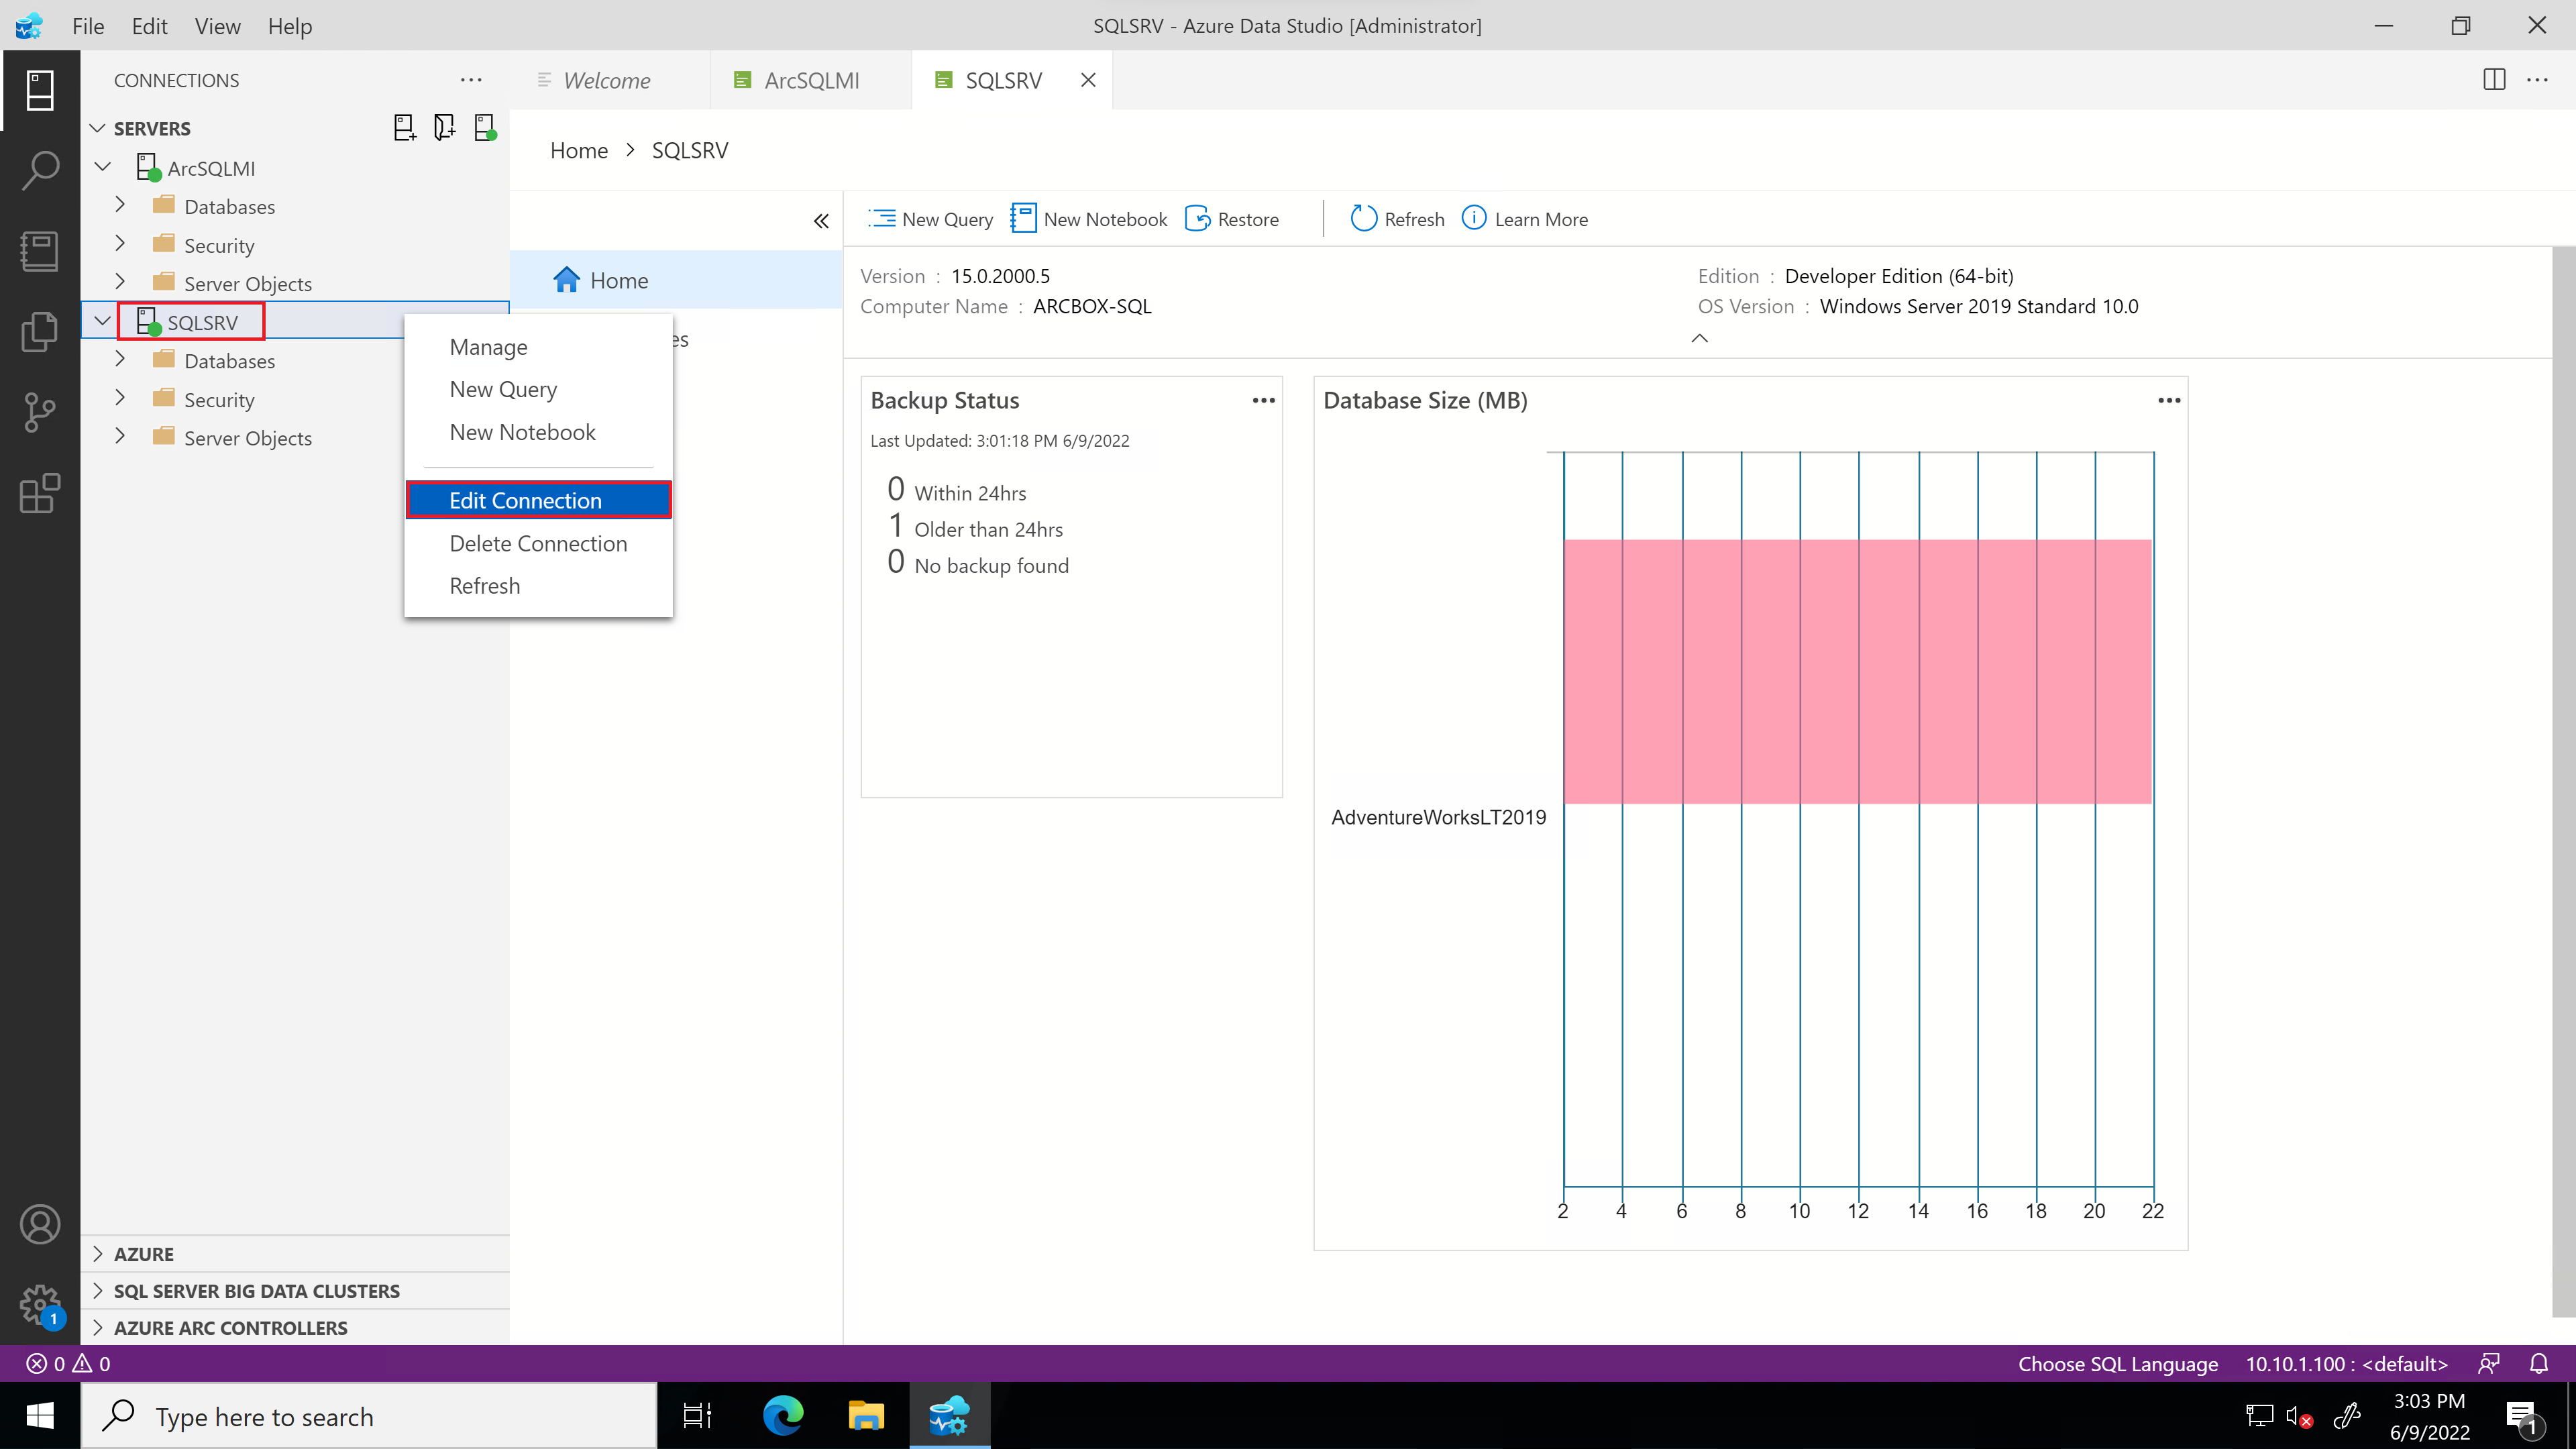 File Edit View Help
SQLSRV - Azure Data Studio [Administrator]
CONNECTIONS
Welcome
ArcSQLMI
SQLSRV
SERVERS
ArcSQLMI
Databases
Security
Server Objects
SQLSRV
Databases
Security
Server Objects
Manage
New Query
New Notebook
Edit Connection
Delete Connection
Refresh
Home > SQLSRV
New Query New Notebook Restore Refresh Learn More
Home
es
Version : 15.0.2000.5
Computer Name : ARCBOX-SQL
Edition : Developer Edition (64-bit)
OS Version : Windows Server 2019 Standard 10.0
Backup Status
Last Updated: 3:01:18 PM 6/9/2022
0 Within 24hrs
1 Older than 24hrs
0 No backup found
Database Size (MB)
AdventureWorksLT2019
2 4 6 8 10 12 14 16 18 20 22
AZURE
SQL SERVER BIG DATA CLUSTERS
AZURE ARC CONTROLLERS
1
0 0
Choose SQL Language
10.10.1.100 : <default>
Type here to search
3:03 PM
6/9/2022
1